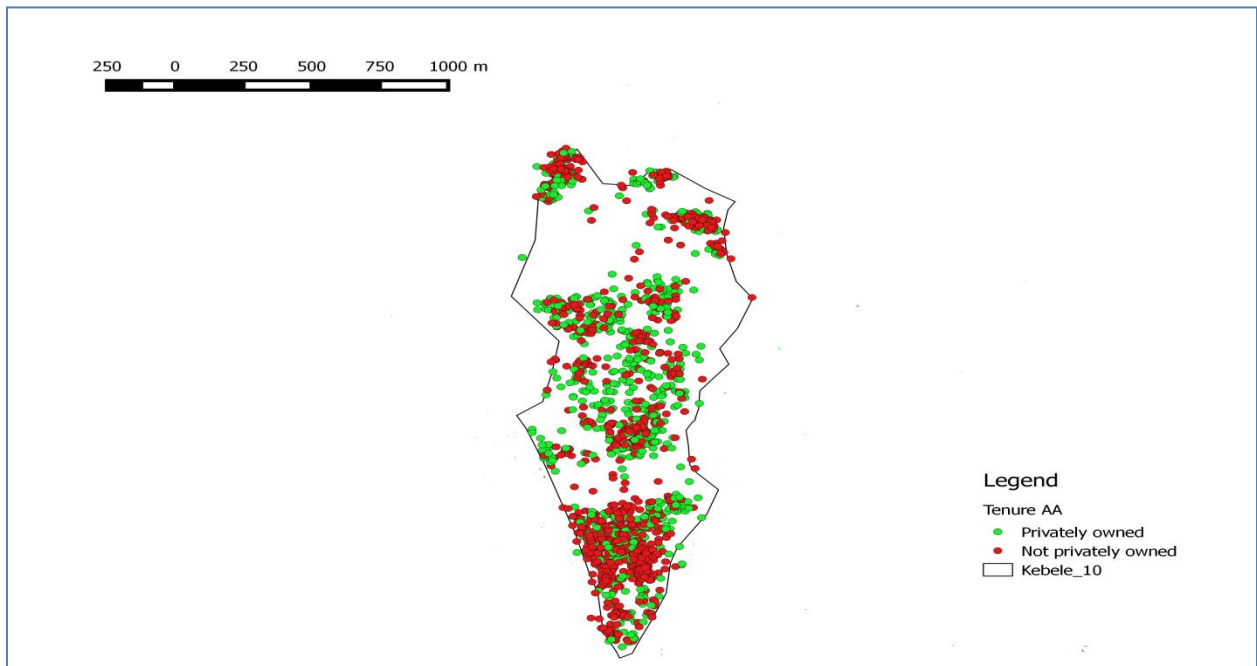 250 0 250 500 750 1000 m
Legend
Tenure AA
Privately owned
Not privately owned
Kebele_10